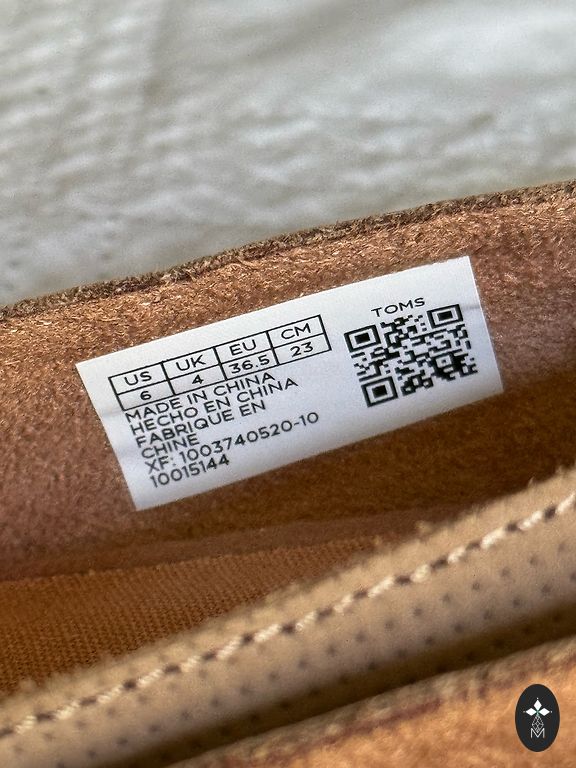 TOMS
US UK EU CM
6 4 36.5 23
MADE IN CHINA
HECHO EN CHINA
FABRIQUE EN
CHINE
XF: 1003740520-10
10015144
M